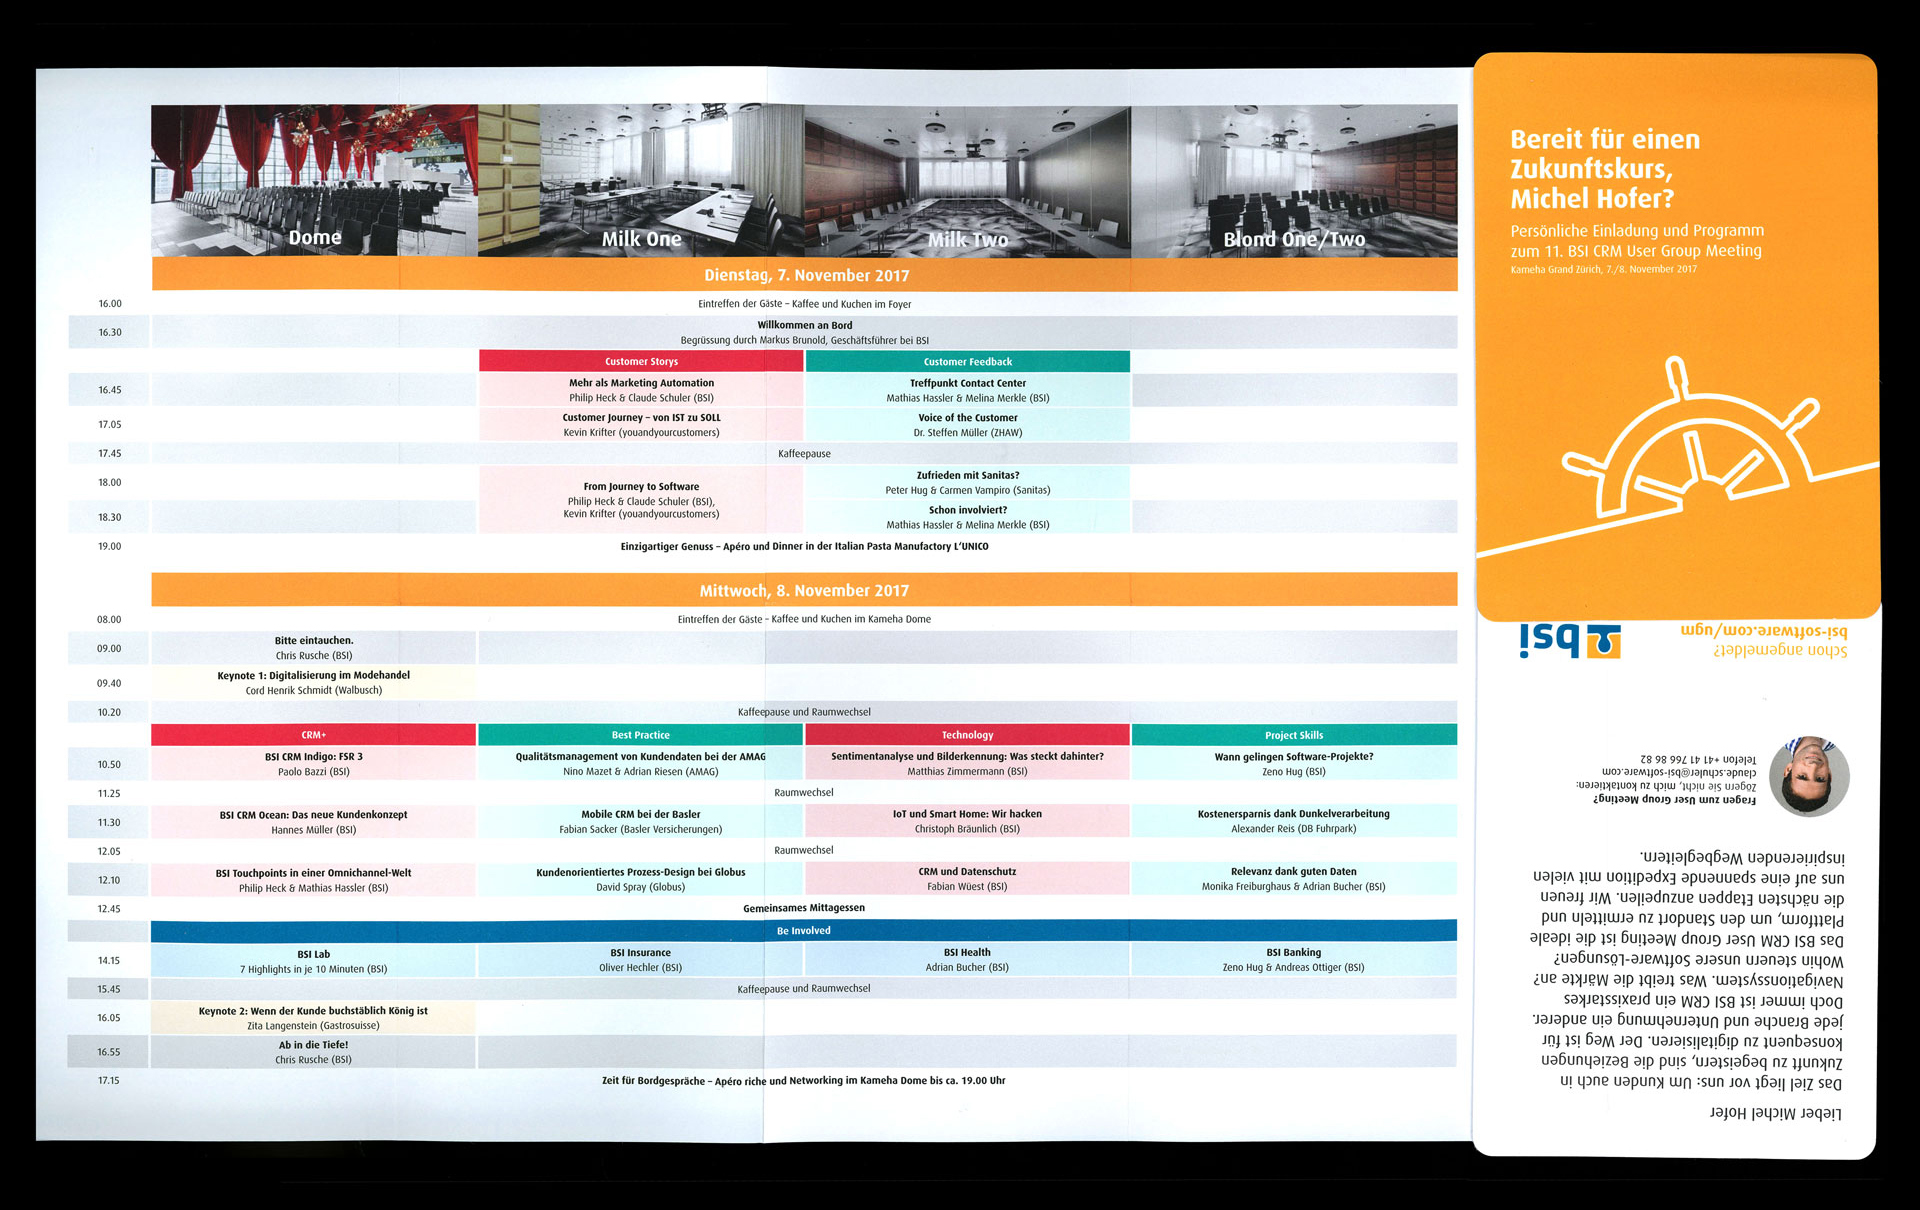 Dome
Milk One
Milk Two
Blond One/Two
Dienstag, 7. November 2017
16.00
Eintreffen der Gäste – Kaffee und Kuchen im Foyer
16.30
Willkommen an Bord
Begrüssung durch Markus Brunold, Geschäftsführer bei BSI
Customer Storys
Customer Feedback
16.45
Mehr als Marketing Automation
Philip Heck & Claude Schuler (BSI)
Treffpunkt Contact Center
Mathias Hassler & Melina Merkle (BSI)
17.05
Customer Journey – von IST zu SOLL
Kevin Krifter (youandyourcustomers)
Voice of the Customer
Dr. Steffen Müller (ZHAW)
17.45
Kaffeepause
18.00
From Journey to Software
Philip Heck & Claude Schuler (BSI),
Kevin Krifter (youandyourcustomers)
Zufrieden mit Sanitas?
Peter Hug & Carmen Vampiro (Sanitas)
18.30
Schon involviert?
Mathias Hassler & Melina Merkle (BSI)
19.00
Einzigartiger Genuss – Apéro und Dinner in der Italian Pasta Manufactory L'UNICO
Mittwoch, 8. November 2017
08.00
Eintreffen der Gäste – Kaffee und Kuchen im Kameha Dome
09.00
Bitte eintauchen.
Chris Rusche (BSI)
09.40
Keynote 1: Digitalisierung im Modehandel
Cord Henrik Schmidt (Walbusch)
10.20
Kaffeepause und Raumwechsel
CRM+
Best Practice
Technology
Project Skills
10.50
BSI CRM Indigo: FSR 3
Paolo Bazzi (BSI)
Qualitätsmanagement von Kundendaten bei der AMAG
Nino Mazet & Adrian Riesen (AMAG)
Sentimentanalyse und Bilderkennung: Was steckt dahinter?
Matthias Zimmermann (BSI)
Wann gelingen Software-Projekte?
Zeno Hug (BSI)
11.25
Raumwechsel
11.30
BSI CRM Ocean: Das neue Kundenkonzept
Hannes Müller (BSI)
Mobile CRM bei der Basler
Fabian Sacker (Basler Versicherungen)
IoT und Smart Home: Wir hacken
Christoph Bräunlich (BSI)
Kostenersparnis dank Dunkelverarbeitung
Alexander Reis (DB Fuhrpark)
12.05
Raumwechsel
12.10
BSI Touchpoints in einer Omnichannel-Welt
Philip Heck & Mathias Hassler (BSI)
Kundenorientiertes Prozess-Design bei Globus
David Spray (Globus)
CRM und Datenschutz
Fabian Wüest (BSI)
Relevanz dank guten Daten
Monika Freiburghaus & Adrian Bucher (BSI)
12.45
Gemeinsames Mittagessen
Be Involved
14.15
BSI Lab
7 Highlights in je 10 Minuten (BSI)
BSI Insurance
Oliver Hechler (BSI)
BSI Health
Adrian Bucher (BSI)
BSI Banking
Zeno Hug & Andreas Ottiger (BSI)
15.45
Kaffeepause und Raumwechsel
16.05
Keynote 2: Wenn der Kunde buchstäblich König ist
Zita Langenstein (Gastrosuisse)
16.55
Ab in die Tiefe!
Chris Rusche (BSI)
17.15
Zeit für Bordgespräche – Apéro riche und Networking im Kameha Dome bis ca. 19.00 Uhr
Bereit für einen
Zukunftskurs,
Michel Hofer?
Persönliche Einladung und Programm
zum 11. BSI CRM User Group Meeting
Kameha Grand Zürich, 7./8. November 2017
Lieber Michel Hofer
Das Ziel liegt vor uns: Um Kunden auch in
Zukunft zu begeistern, sind die Beziehungen
konsequent zu digitalisieren. Der Weg ist für
jede Branche und Unternehmung ein anderer.
Doch immer ist BSI CRM ein praxisstarkes
Navigationssystem. Was treibt die Märkte an?
Wohin steuern unsere Software-Lösungen?
Das BSI CRM User Group Meeting ist die ideale
Plattform, um den Standort zu ermitteln und
die nächsten Etappen anzupeilen. Wir freuen
uns auf eine spannende Expedition mit vielen
inspirierenden Wegbegleitern.
Fragen zum User Group Meeting?
Zögern Sie nicht, mich zu kontaktieren:
claude.schuler@bsi-software.com
Telefon +41 41 766 86 82
Schon angemeldet?
bsi-software.com/ugm
bsi